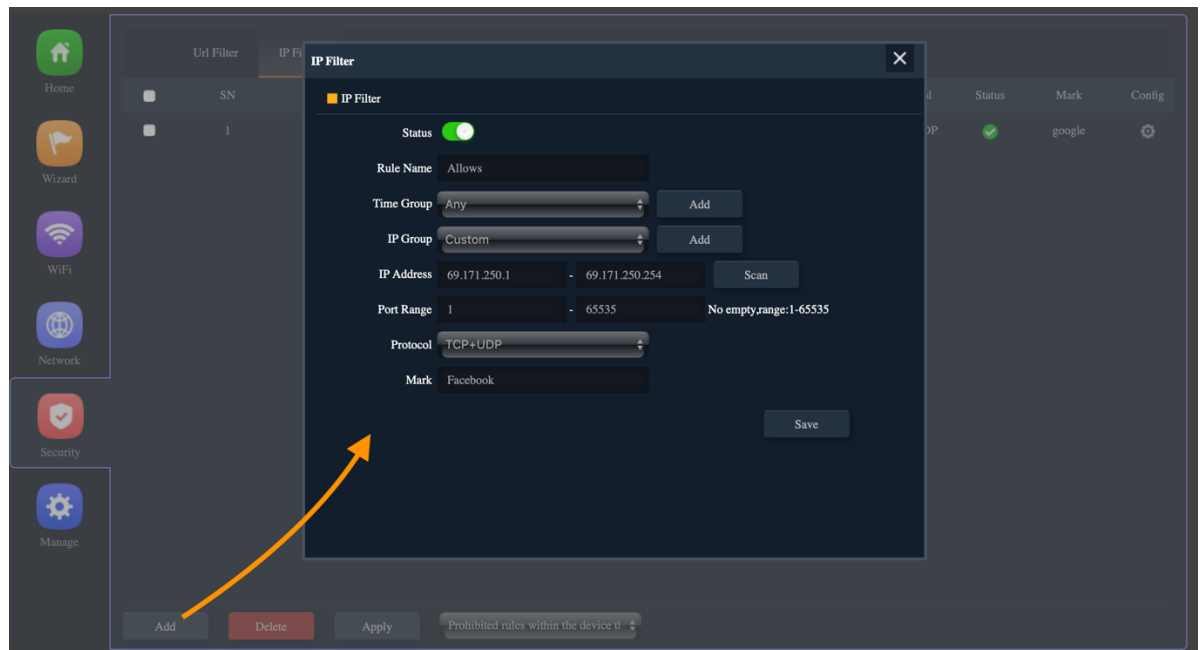 Home
Wizard
WiFi
Network
Security
Manage
Url Filter IP Fi
SN Status Mark Config
1 DP google
IP Filter
IP Filter
Status
Rule Name Allows
Time Group Any Add
IP Group Custom Add
IP Address 69.171.250.1 - 69.171.250.254 Scan
Port Range 1 - 65535 No empty,range:1-65535
Protocol TCP+UDP
Mark Facebook
Save
Add Delete Apply Prohibited rules within the device tl